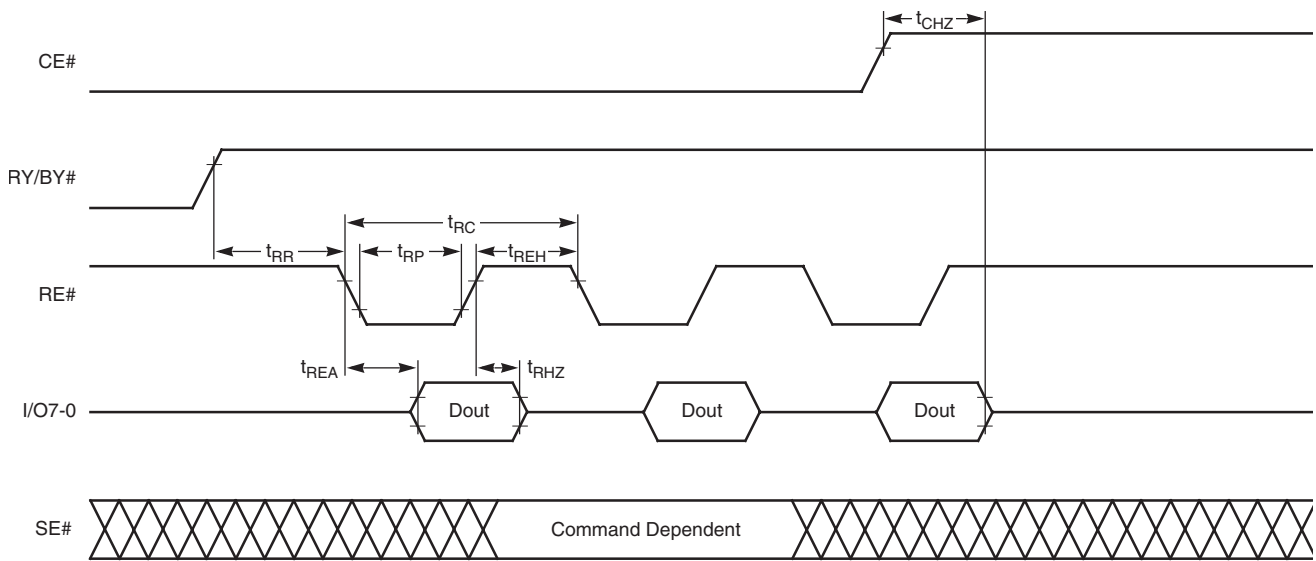 tCHZ
CE#
RY/BY#
tRC
tRR
tRP
tREH
RE#
tREA
tRHZ
I/O7-0
Dout
Dout
Dout
SE#
Command Dependent